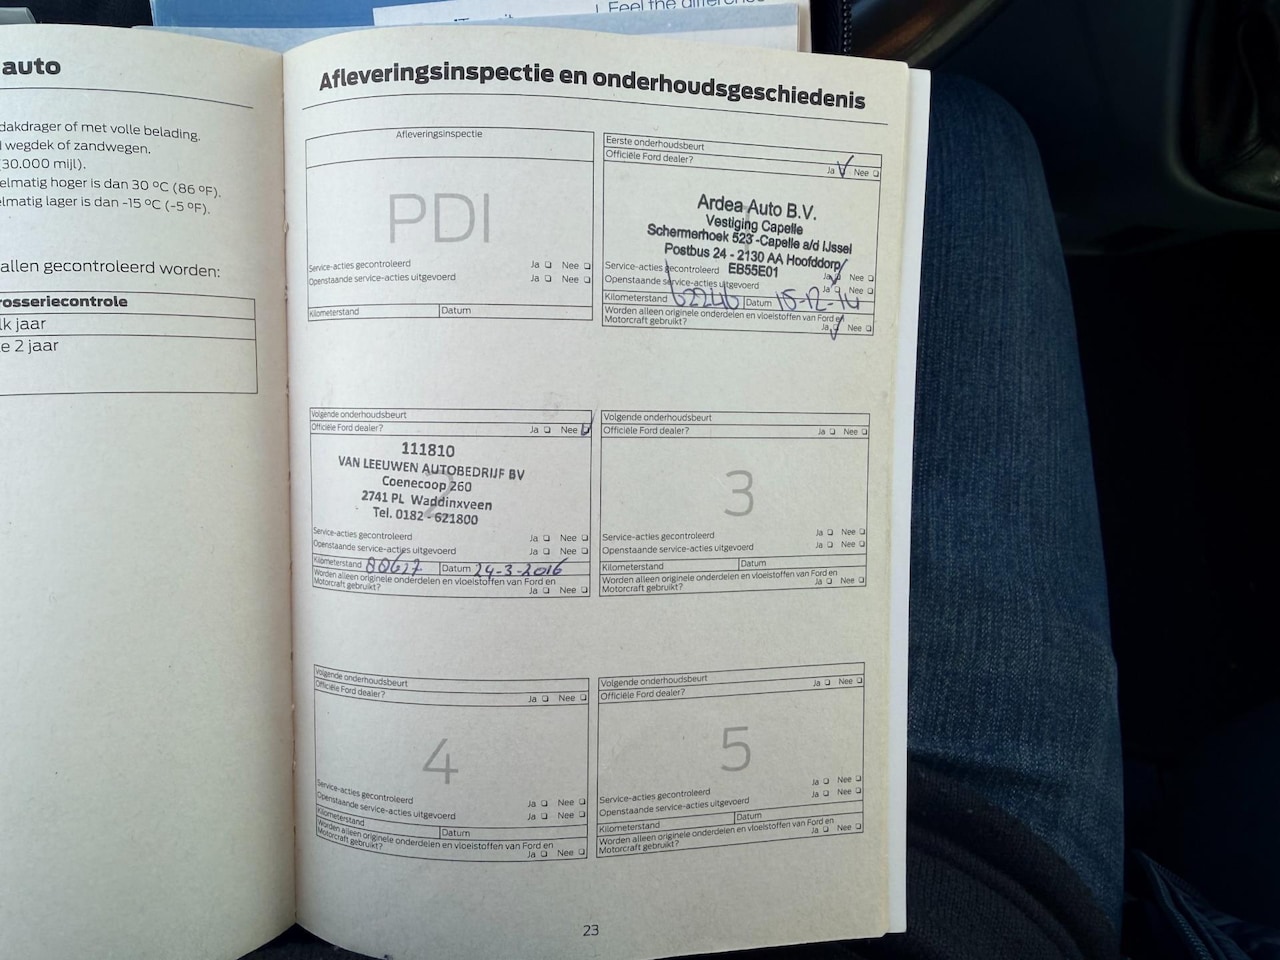 Feel the difference
auto
dakdrager of met volle belading.
wegdek of zandwegen.
(30.000 mijl).
elmatig hoger is dan 30 °C (86 °F).
elmatig lager is dan -15 °C (-5 °F).
allen gecontroleerd worden:
rosseriecontrole
lk jaar
e 2 jaar
Afleveringsinspectie en onderhoudsgeschiedenis
Afleveringsinspectie
PDI
Service-acties gecontroleerd Ja Nee
Openstaande service-acties uitgevoerd Ja Nee
Kilometerstand Datum
Eerste onderhoudsbeurt
Officiële Ford dealer?
Ja Nee
Ardea Auto B.V.
Vestiging Capelle
Schermerhoek 523 -Capelle a/d IJssel
Postbus 24 - 2130 AA Hoofddorp
EB55E01
Service-acties gecontroleerd Ja Nee
Openstaande service-acties uitgevoerd Ja Nee
Kilometerstand 62246 Datum 15-12-14
Worden alleen originele onderdelen en vloeistoffen van Ford en
Motorcraft gebruikt? Ja Nee
Volgende onderhoudsbeurt
Officiële Ford dealer? Ja Nee
111810
VAN LEEUWEN AUTOBEDRIJF BV
Coenecoop 260
2741 PL Waddinxveen
Tel. 0182 - 621800
2
Service-acties gecontroleerd Ja Nee
Openstaande service-acties uitgevoerd Ja Nee
Kilometerstand 80627 Datum 24-3-2016
Worden alleen originele onderdelen en vloeistoffen van Ford en
Motorcraft gebruikt? Ja Nee
Volgende onderhoudsbeurt
Officiële Ford dealer? Ja Nee
3
Service-acties gecontroleerd Ja Nee
Openstaande service-acties uitgevoerd Ja Nee
Kilometerstand Datum
Worden alleen originele onderdelen en vloeistoffen van Ford en
Motorcraft gebruikt? Ja Nee
Volgende onderhoudsbeurt
Officiële Ford dealer? Ja Nee
4
Service-acties gecontroleerd Ja Nee
Openstaande service-acties uitgevoerd Ja Nee
Kilometerstand Datum
Worden alleen originele onderdelen en vloeistoffen van Ford en
Motorcraft gebruikt? Ja Nee
Volgende onderhoudsbeurt
Officiële Ford dealer? Ja Nee
5
Service-acties gecontroleerd Ja Nee
Openstaande service-acties uitgevoerd Ja Nee
Kilometerstand Datum
Worden alleen originele onderdelen en vloeistoffen van Ford en
Motorcraft gebruikt? Ja Nee
23